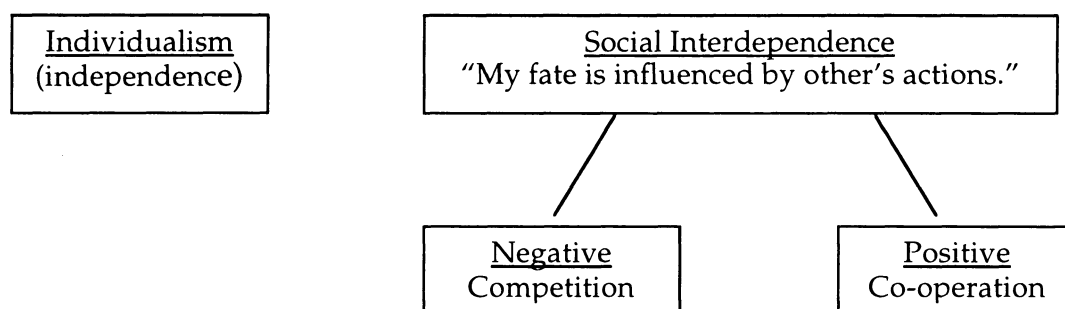 Individualism
(independence)
Social Interdependence
"My fate is influenced by other's actions."
Negative
Competition
Positive
Co-operation